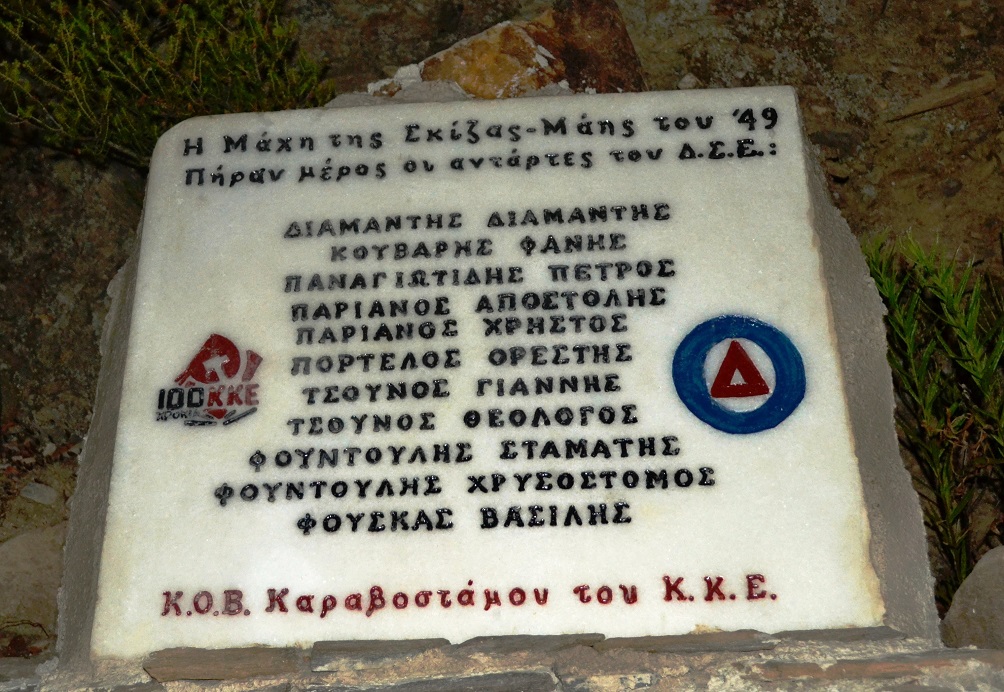 Η Μάχη της Σκίζας-Μάης του '49
Πήραν μέρος οι αντάρτες του Δ.Σ.Ε.:
ΔΙΑΜΑΝΤΗΣ ΔΙΑΜΑΝΤΗΣ
ΚΟΥΒΑΡΗΣ ΦΑΝΗΣ
ΠΑΝΑΓΙΩΤΙΔΗΣ ΠΕΤΡΟΣ
ΠΑΡΙΑΝΟΣ ΑΠΟΣΤΟΛΗΣ
ΠΑΡΙΑΝΟΣ ΧΡΗΣΤΟΣ
ΠΟΡΤΕΛΟΣ ΟΡΕΣΤΗΣ
ΤΣΟΥΝΟΣ ΓΙΑΝΝΗΣ
ΤΣΟΥΝΟΣ ΘΕΟΛΟΓΟΣ
ΦΟΥΝΤΟΥΛΗΣ ΣΤΑΜΑΤΗΣ
ΦΟΥΝΤΟΥΛΗΣ ΧΡΥΣΟΣΤΟΜΟΣ
ΦΟΥΣΚΑΣ ΒΑΣΙΛΗΣ
100 ΚΚΕ
ΧΡΟΝΙΑ
Δ
Κ.Ο.Β. Καραβοστάμου του Κ.Κ.Ε.